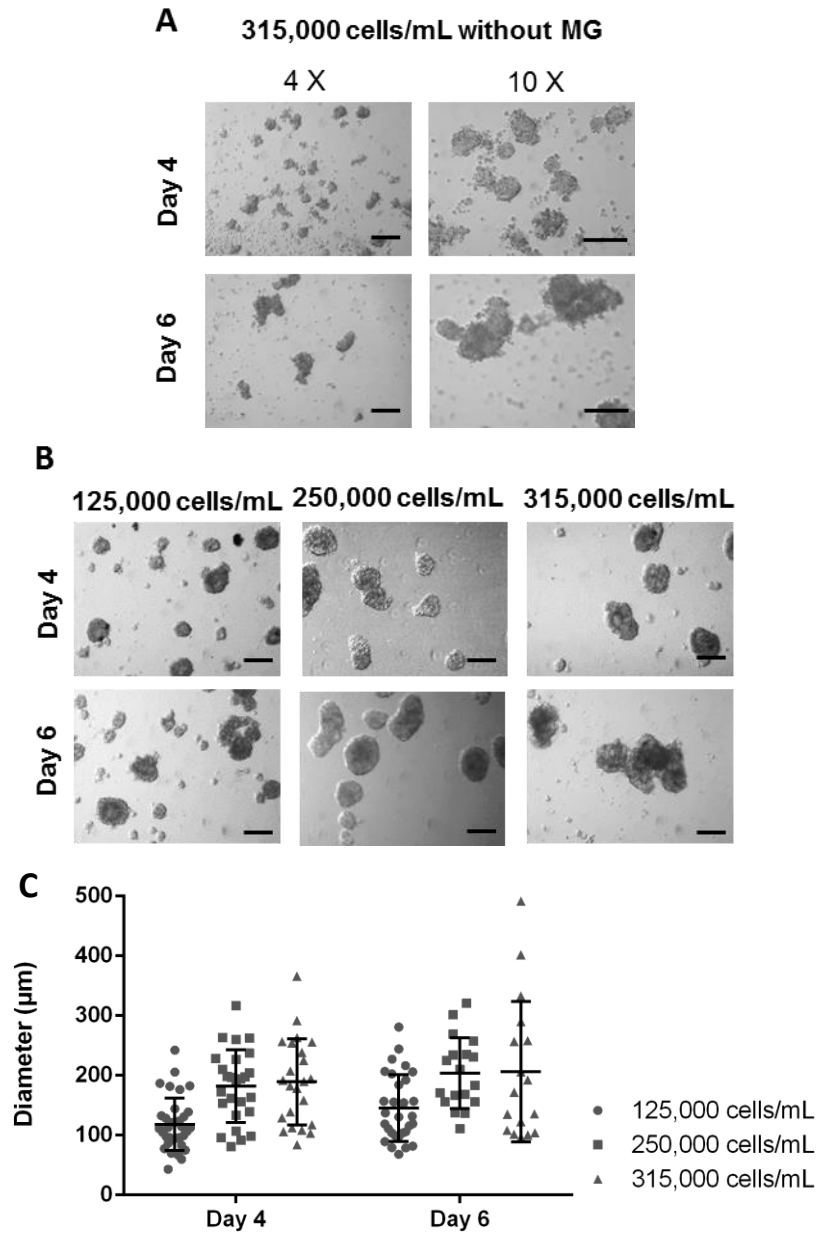 A
315,000 cells/mL without MG
4 X 10 X
Day 4
Day 6
B
125,000 cells/mL 250,000 cells/mL 315,000 cells/mL
Day 4
Day 6
C
Diameter (µm)
500
400
300
200
100
0
Day 4 Day 6
125,000 cells/mL
250,000 cells/mL
315,000 cells/mL